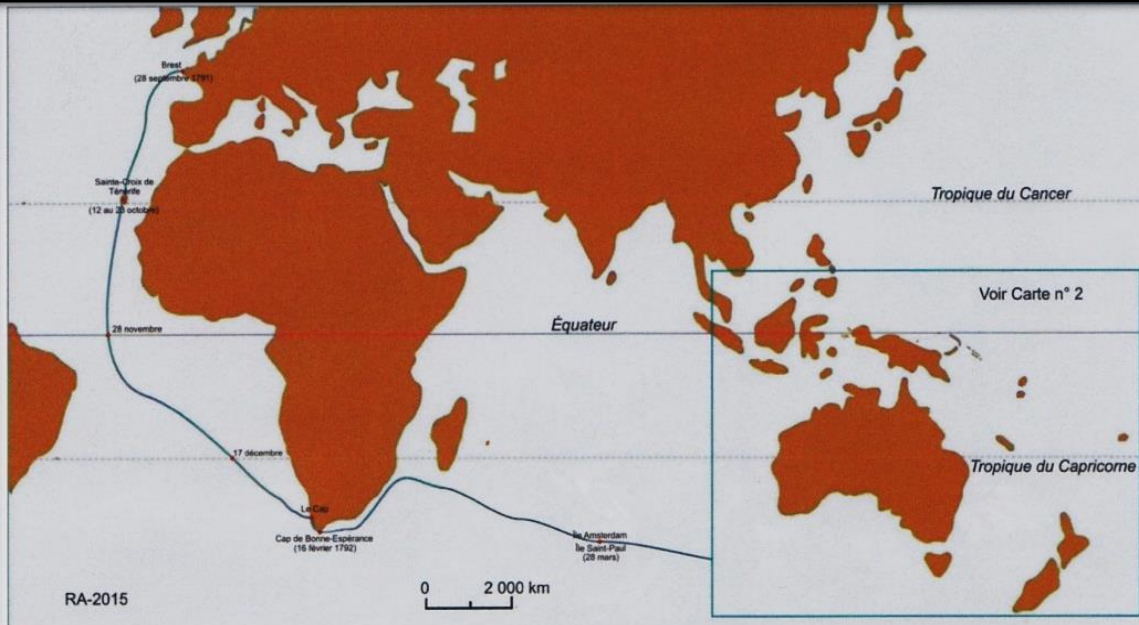 Brest
(28 septembre 1791)
Sainte-Croix de
Ténérife
(12 au 23 octobre)
Tropique du Cancer
Voir Carte n° 2
28 novembre
Équateur
17 décembre
Tropique du Capricorne
Le Cap
Cap de Bonne-Espérance
(16 février 1792)
Île Amsterdam
Île Saint-Paul
(28 mars)
0 2 000 km
RA-2015